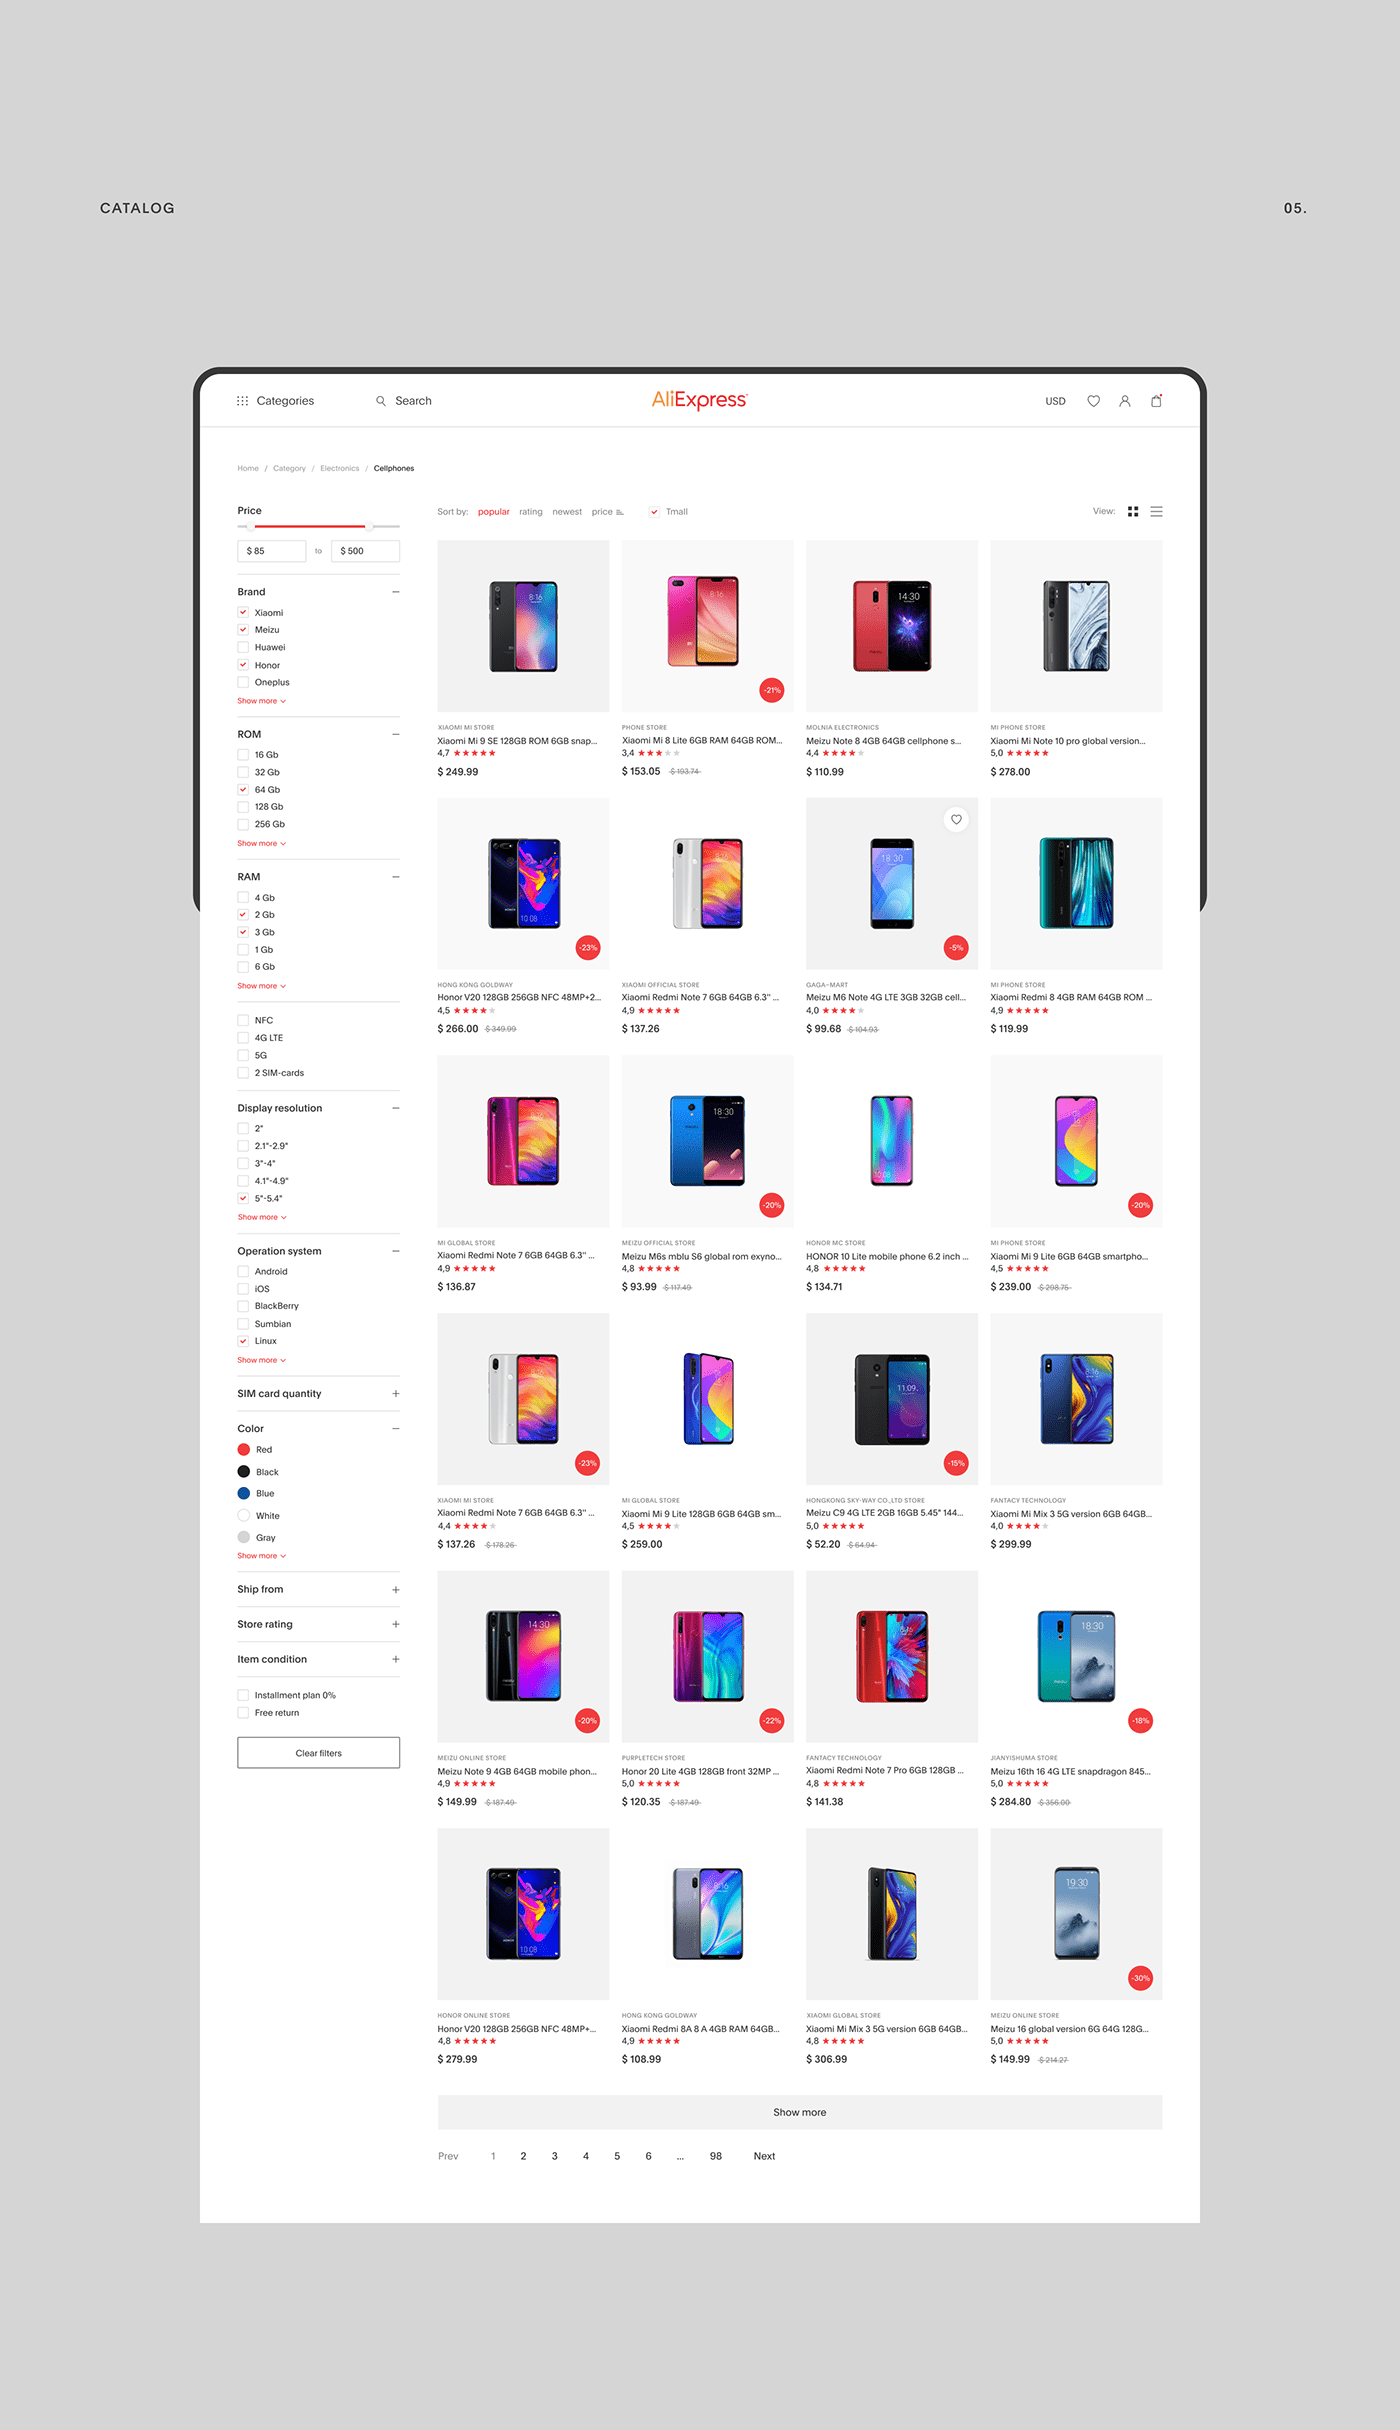 CATALOG
05.
Categories
Search
AliExpress
USD
Home / Category / Electronics / Cellphones
Price
$ 85 to $ 500
Brand
Xiaomi
Meizu
Huawei
Honor
Oneplus
Show more
ROM
16 Gb
32 Gb
64 Gb
128 Gb
256 Gb
Show more
RAM
4 Gb
2 Gb
3 Gb
1 Gb
6 Gb
Show more
NFC
4G LTE
5G
2 SIM-cards
Display resolution
2"
2.1"-2.9"
3"-4"
4.1"-4.9"
5"-5.4"
Show more
Operation system
Android
iOS
BlackBerry
Sumbian
Linux
Show more
SIM card quantity
Color
Red
Black
Blue
White
Gray
Show more
Ship from
Store rating
Item condition
Installment plan 0%
Free return
Clear filters
Sort by: popular rating newest price Tmall
View:
8:16
XIAOMI MI STORE
Xiaomi Mi 9 SE 128GB ROM 6GB snap...
4,7
$ 249.99
8:16
-21%
PHONE STORE
Xiaomi Mi 8 Lite 6GB RAM 64GB ROM...
3,4
$ 153.05 $ 193.74
14:30
MOLNIA ELECTRONICS
Meizu Note 8 4GB 64GB cellphone s...
4,4
$ 110.99
MI PHONE STORE
Xiaomi Mi Note 10 pro global version...
5,0
$ 278.00
10:08
-23%
HONG KONG GOLDWAY
Honor V20 128GB 256GB NFC 48MP+2...
4,5
$ 266.00 $ 349.99
XIAOMI OFFICIAL STORE
Xiaomi Redmi Note 7 6GB 64GB 6.3" ...
4,9
$ 137.26
18:30
-5%
GAGA-MART
Meizu M6 Note 4G LTE 3GB 32GB cell...
4,0
$ 99.68 $ 104.93
MI PHONE STORE
Xiaomi Redmi 8 4GB RAM 64GB ROM ...
4,9
$ 119.99
MI GLOBAL STORE
Xiaomi Redmi Note 7 6GB 64GB 6.3" ...
4,9
$ 136.87
18:30
-20%
MEIZU OFFICIAL STORE
Meizu M6s mblu S6 global rom exyno...
4,8
$ 93.99 $ 117.49
10:08
HONOR MC STORE
HONOR 10 Lite mobile phone 6.2 inch ...
4,8
$ 134.71
-20%
MI PHONE STORE
Xiaomi Mi 9 Lite 6GB 64GB smartpho...
4,5
$ 239.00 $ 298.75
-23%
XIAOMI MI STORE
Xiaomi Redmi Note 7 6GB 64GB 6.3" ...
4,4
$ 137.26 $ 178.26
MI GLOBAL STORE
Xiaomi Mi 9 Lite 128GB 6GB 64GB sm...
4,5
$ 259.00
11:09
-15%
HONGKONG SKY-WAY CO.,LTD STORE
Meizu C9 4G LTE 2GB 16GB 5.45" 144...
5,0
$ 52.20 $ 64.94
FANTACY TECHNOLOGY
Xiaomi Mi Mix 3 5G version 6GB 64GB...
4,0
$ 299.99
14:30
-20%
MEIZU ONLINE STORE
Meizu Note 9 4GB 64GB mobile phon...
4,9
$ 149.99 $ 187.49
-22%
PURPLETECH STORE
Honor 20 Lite 4GB 128GB front 32MP ...
5,0
$ 120.35 $ 187.49
FANTACY TECHNOLOGY
Xiaomi Redmi Note 7 Pro 6GB 128GB ...
4,8
$ 141.38
18:30
-18%
JIANYISHUMA STORE
Meizu 16th 16 4G LTE snapdragon 845...
5,0
$ 284.80 $ 356.00
10:08
HONOR ONLINE STORE
Honor V20 128GB 256GB NFC 48MP+...
4,8
$ 279.99
8:16
HONG KONG GOLDWAY
Xiaomi Redmi 8A 8 A 4GB RAM 64GB...
4,9
$ 108.99
XIAOMI GLOBAL STORE
Xiaomi Mi Mix 3 5G version 6GB 64GB...
4,8
$ 306.99
19:30
-30%
MEIZU ONLINE STORE
Meizu 16 global version 6G 64G 128G...
5,0
$ 149.99 $ 214.27
Show more
Prev 1 2 3 4 5 6 ... 98 Next